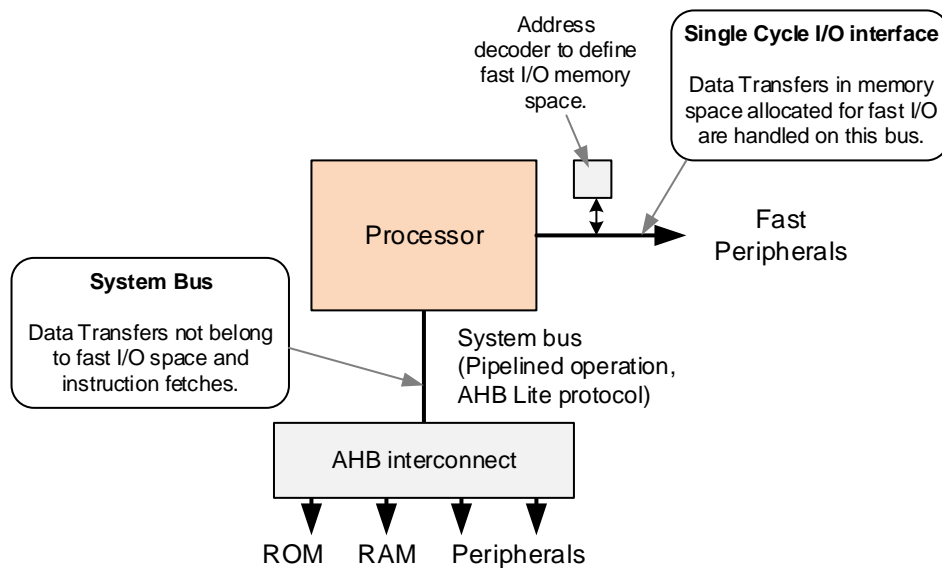 Address
decoder to define
fast I/O memory
space.
Single Cycle I/O interface
Data Transfers in memory
space allocated for fast I/O
are handled on this bus.
Processor
Fast
Peripherals
System Bus
Data Transfers not belong
to fast I/O space and
instruction fetches.
System bus
(Pipelined operation,
AHB Lite protocol)
AHB interconnect
ROM RAM Peripherals